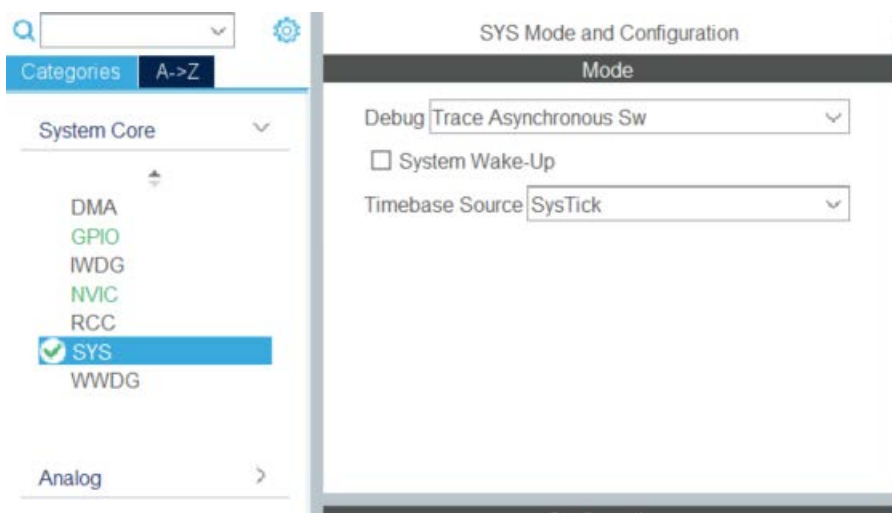 SYS Mode and Configuration
Categories A->Z
Mode
System Core
Debug Trace Asynchronous Sw
System Wake-Up
Timebase Source SysTick
DMA
GPIO
IWDG
NVIC
RCC
SYS
WWDG
Analog